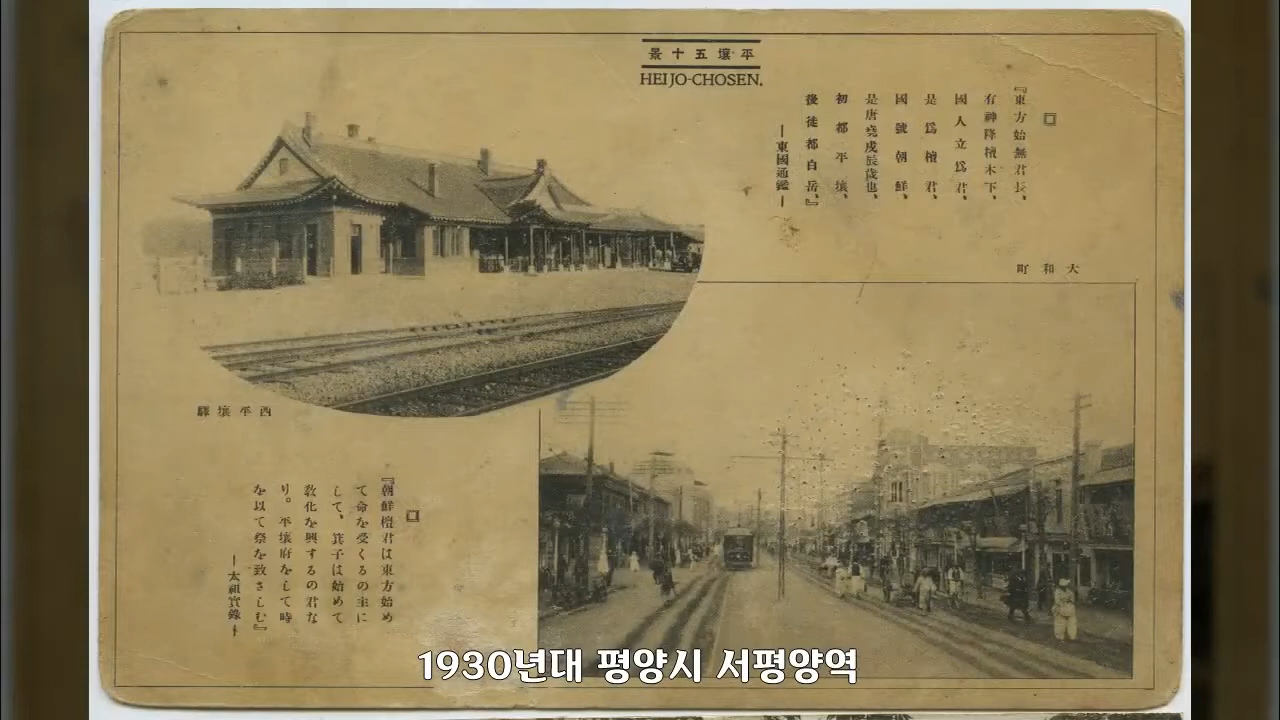 景十五壤平
HEIJO-CHOSEN.
『東方始無君長、
有神降檀木下、
國人立爲君、
是爲檀君、
國號朝鮮、
是唐堯戊辰歲也、
初都平壤、
後徙都白岳、』
―東國通鑑―
町和大
驛壤平西
『朝鮮檀君は東方始め
て命を受くるの主に
して、箕子は始めて
敎化を興するの君な
り。平壤府をして時
を以て祭を致さしむ』
―太祖實錄―
1930년대 평양시 서평양역